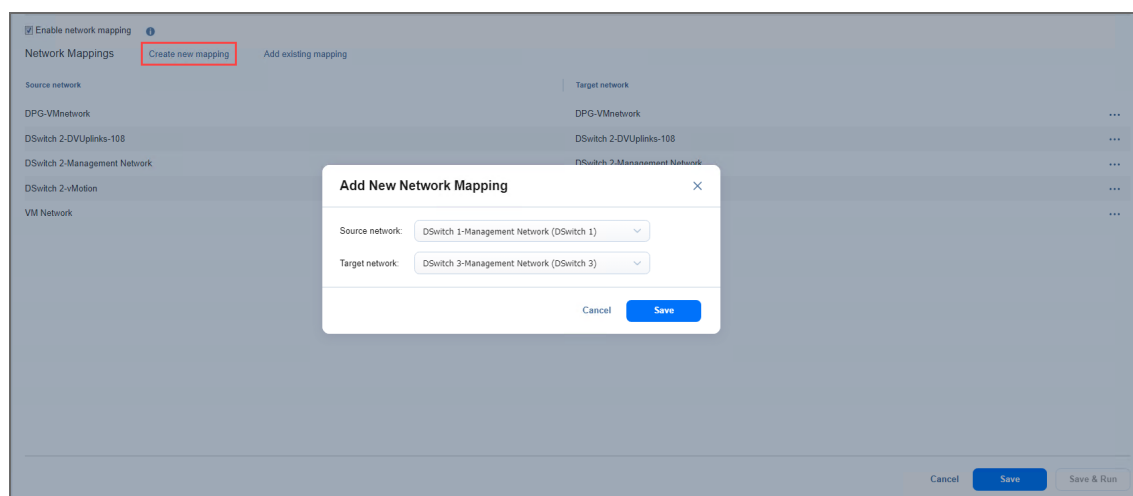 Enable network mapping
Network Mappings Create new mapping Add existing mapping
Source network Target network
DPG-VMnetwork DPG-VMnetwork ...
DSwitch 2-DVUplinks-108 DSwitch 2-DVUplinks-108 ...
DSwitch 2-Management Network DSwitch 2-Management Network ...
DSwitch 2-vMotion ...
VM Network ...
Add New Network Mapping
Source network: DSwitch 1-Management Network (DSwitch 1)
Target network: DSwitch 3-Management Network (DSwitch 3)
Cancel Save
Cancel Save Save & Run